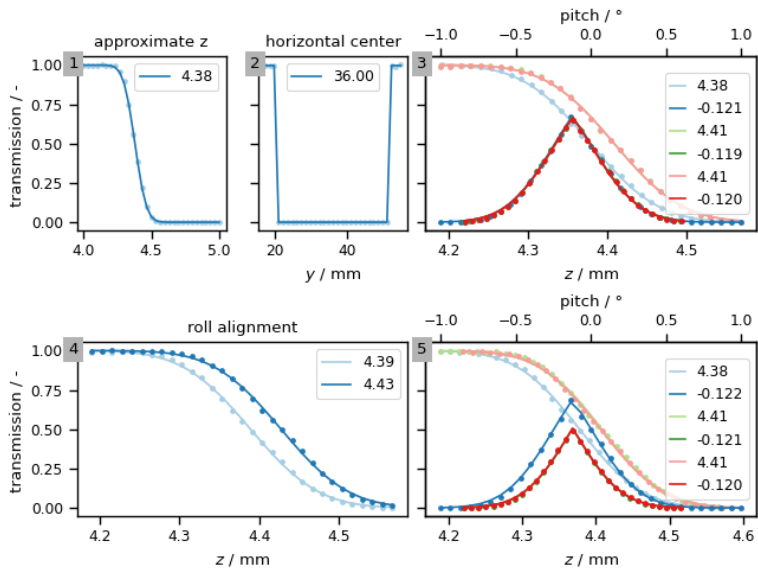 pitch / °
−1.0 −0.5 0.0 0.5 1.0
approximate z
horizontal center
1
2
3
transmission / -
1.00
0.75
0.50
0.25
0.00
4.38
36.00
4.38
-0.121
4.41
-0.119
4.41
-0.120
4.0 4.5 5.0
20 40
4.2 4.3 4.4 4.5
y / mm
z / mm
pitch / °
−1.0 −0.5 0.0 0.5 1.0
roll alignment
4
5
transmission / -
1.00
0.75
0.50
0.25
0.00
4.39
4.43
4.38
-0.122
4.41
-0.121
4.41
-0.120
4.2 4.3 4.4 4.5
4.2 4.3 4.4 4.5 4.6
z / mm
z / mm